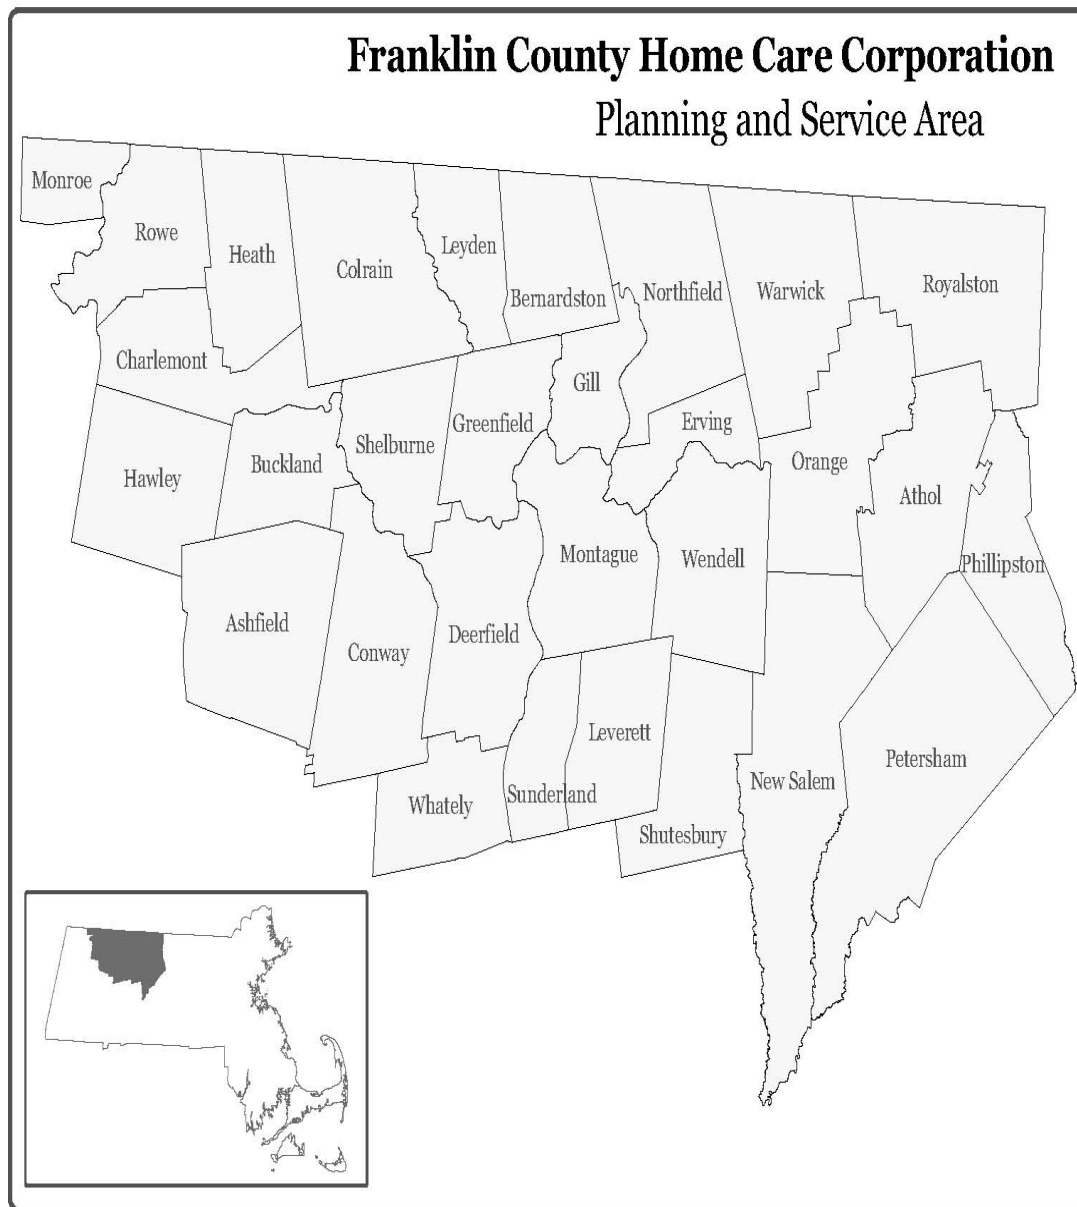 Franklin County Home Care Corporation
Planning and Service Area
Monroe
Rowe
Heath
Colrain
Leyden
Bernardston
Northfield
Warwick
Royalston
Charlemont
Gill
Greenfield
Erving
Shelburne
Buckland
Hawley
Orange
Athol
Montague
Wendell
Phillipston
Ashfield
Deerfield
Conway
Leverett
Petersham
New Salem
Whately
Sunderland
Shutesbury